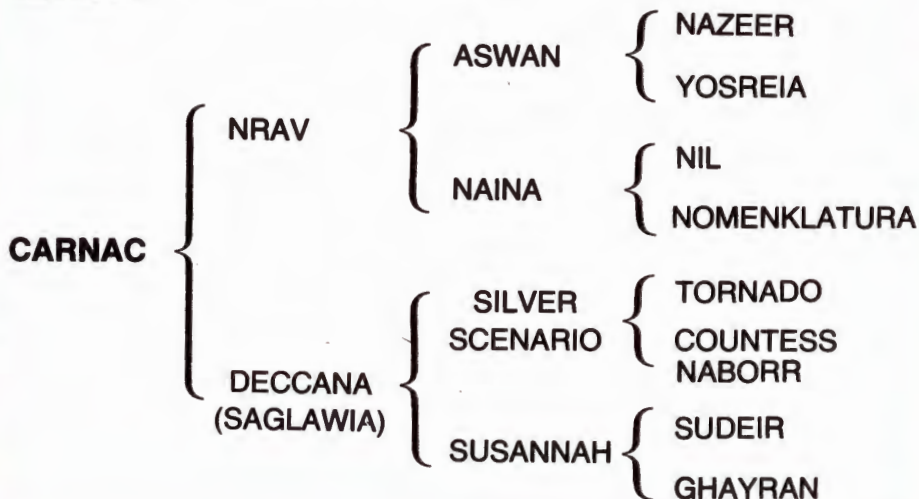 NAZEER
ASWAN
YOSREIA
NRAV
NIL
NAINA
NOMENKLATURA
CARNAC
SILVER
SCENARIO
TORNADO
COUNTESS
NABORR
DECCANA
(SAGLAWIA)
SUDEIR
SUSANNAH
GHAYRAN